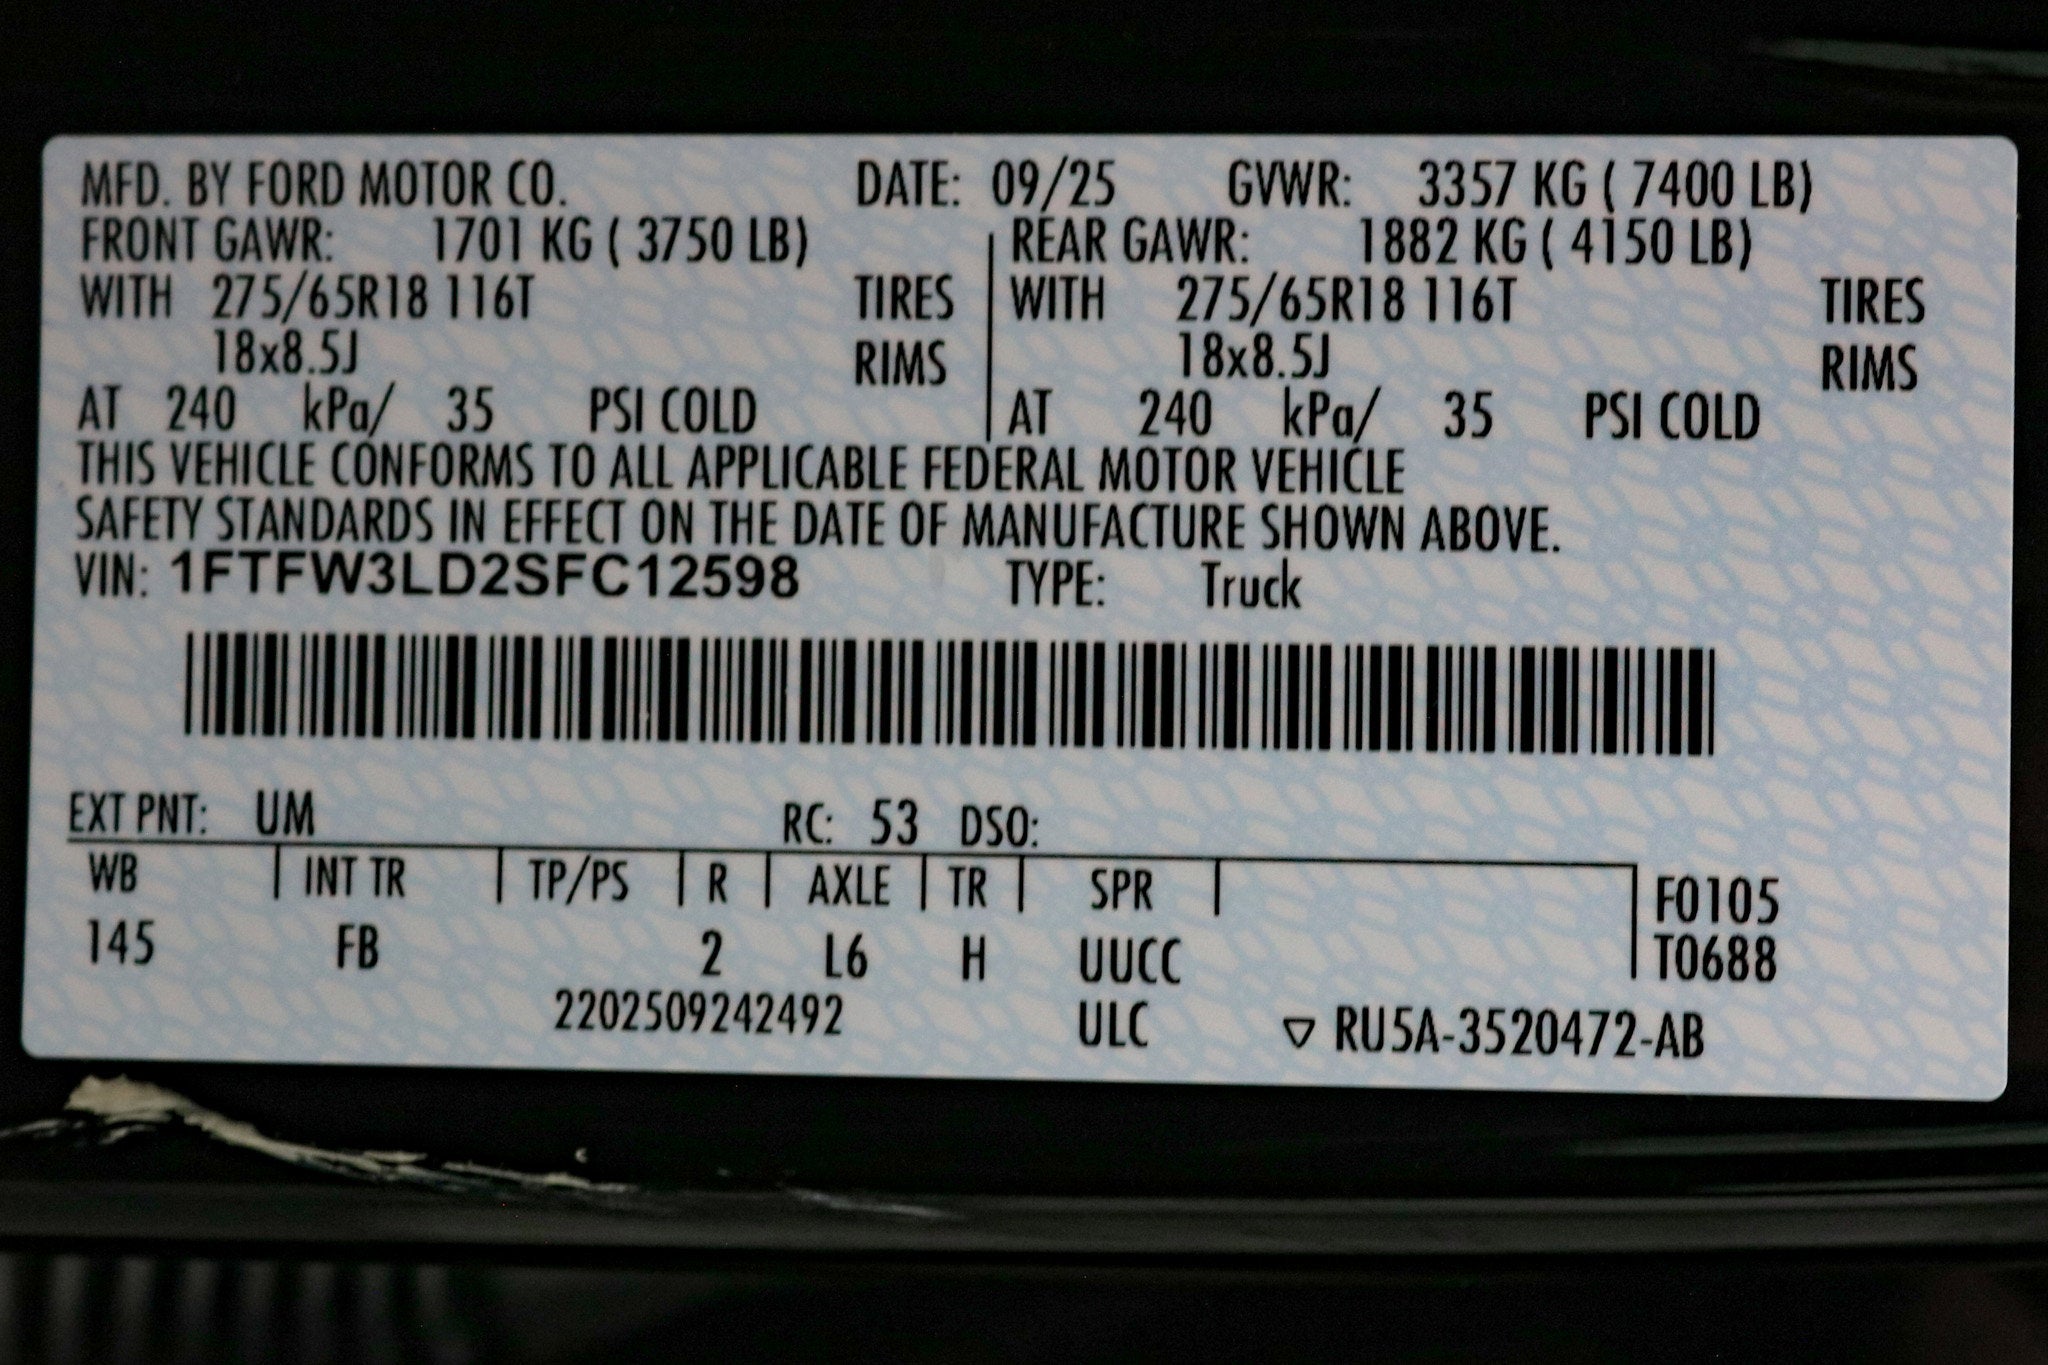 MFD. BY FORD MOTOR CO. DATE: 09/25 GVWR: 3357 KG ( 7400 LB)
FRONT GAWR: 1701 KG ( 3750 LB) REAR GAWR: 1882 KG ( 4150 LB)
WITH 275/65R18 116T TIRES WITH 275/65R18 116T TIRES
18x8.5J RIMS 18x8.5J RIMS
AT 240 kPa/ 35 PSI COLD AT 240 kPa/ 35 PSI COLD
THIS VEHICLE CONFORMS TO ALL APPLICABLE FEDERAL MOTOR VEHICLE
SAFETY STANDARDS IN EFFECT ON THE DATE OF MANUFACTURE SHOWN ABOVE.
VIN: 1FTFW3LD2SFC12598 TYPE: Truck
EXT PNT: UM RC: 53 DSO:
WB INT TR TP/PS R AXLE TR SPR F0105
145 FB 2 L6 H UUCC T0688
2202509242492 ULC ▽ RU5A-3520472-AB